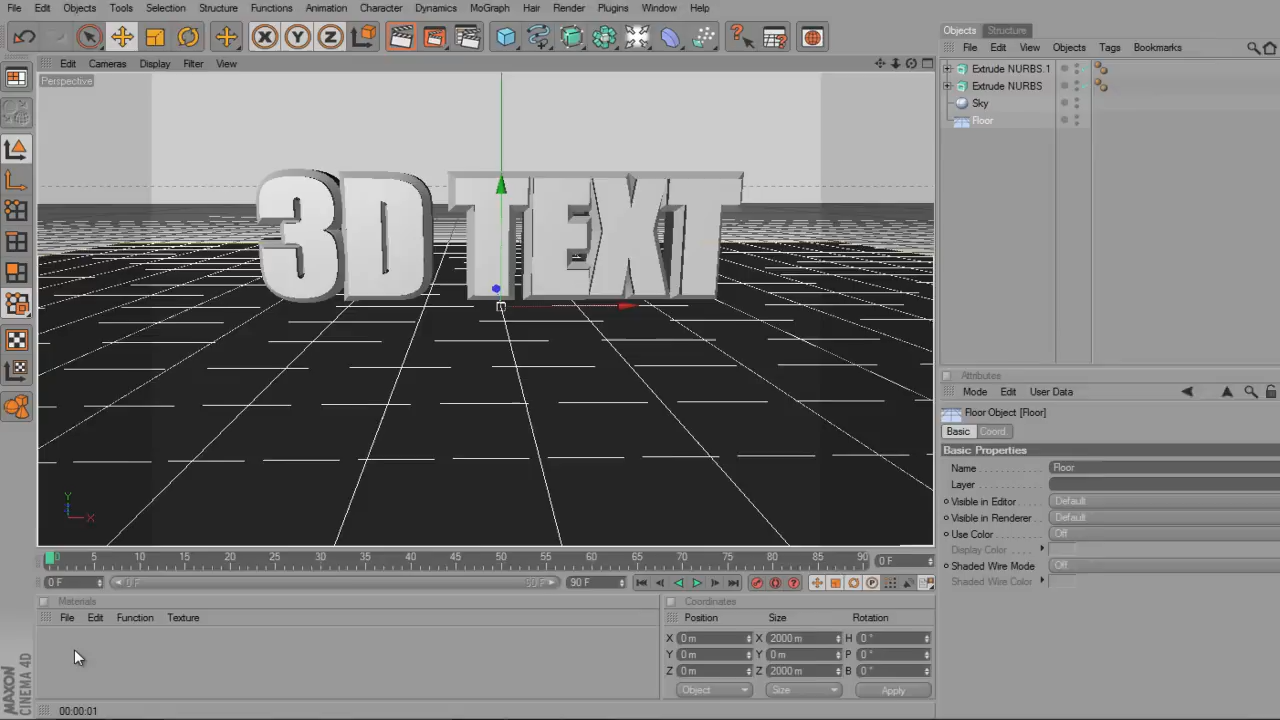 File Edit Objects Tools Selection Structure Functions Animation Character Dynamics MoGraph Hair Render Plugins Window Help
Edit Cameras Display Filter View
Perspective
3D TEXT
Y
X
0 5 10 15 20 25 30 35 40 45 50 55 60 65 70 75 80 85 90 0 F
0 F 0 F 90 F 90 F
Materials
File Edit Function Texture
MAXON
CINEMA 4D
00:00:01
Coordinates
Position Size Rotation
X 0 m X 2000 m H 0 °
Y 0 m Y 0 m P 0 °
Z 0 m Z 2000 m B 0 °
Object Size Apply
Objects Structure
File Edit View Objects Tags Bookmarks
Extrude NURBS.1
Extrude NURBS
Sky
Floor
Attributes
Mode Edit User Data
Floor Object [Floor]
Basic Coord.
Basic Properties
Name Floor
Layer
Visible in Editor Default
Visible in Renderer Default
Use Color Off
Display Color
Shaded Wire Mode Off
Shaded Wire Color